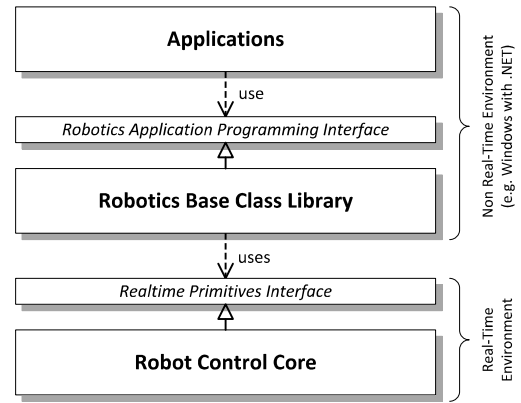 Applications
use
Robotics Application Programming Interface
Robotics Base Class Library
uses
Realtime Primitives Interface
Robot Control Core
Non Real-Time Environment
(e.g. Windows with .NET)
Real-Time
Environment